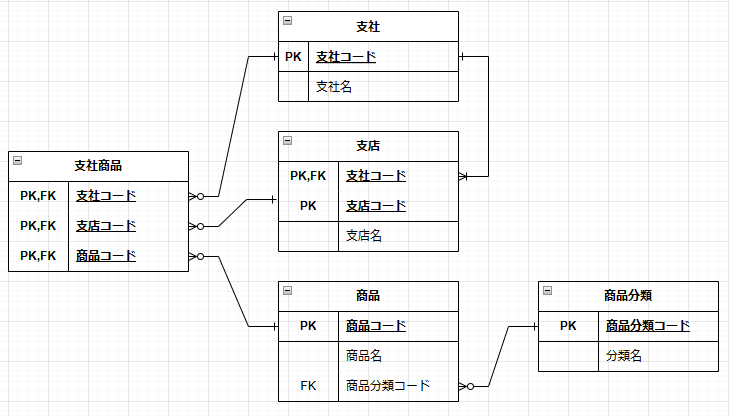 支社
PK 支社コード
支社名
支店
PK,FK 支社コード
PK 支店コード
支店名
支社商品
PK,FK 支社コード
PK,FK 支店コード
PK,FK 商品コード
商品
PK 商品コード
商品名
FK 商品分類コード
商品分類
PK 商品分類コード
分類名